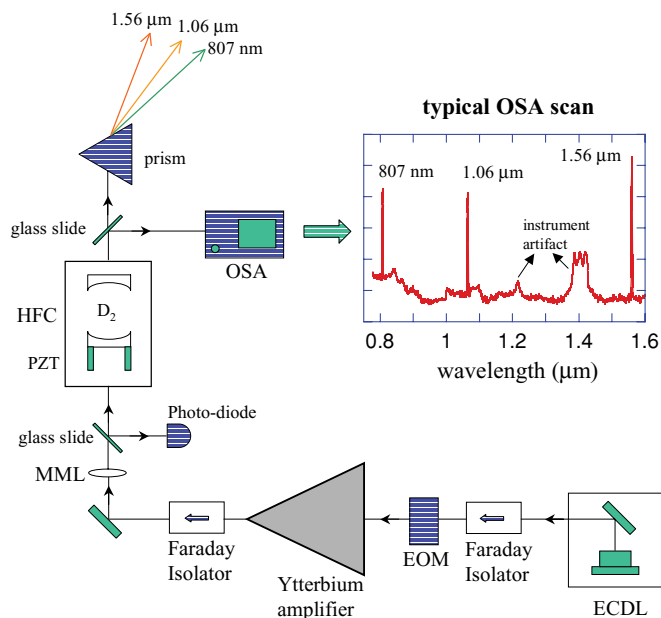 1.56 µm
1.06 µm
807 nm
prism
glass slide
OSA
HFC
D2
PZT
glass slide
Photo-diode
MML
Faraday
Isolator
Ytterbium
amplifier
EOM
Faraday
Isolator
ECDL
typical OSA scan
807 nm
1.06 µm
1.56 µm
instrument
artifact
0.8 1 1.2 1.4 1.6
wavelength (µm)